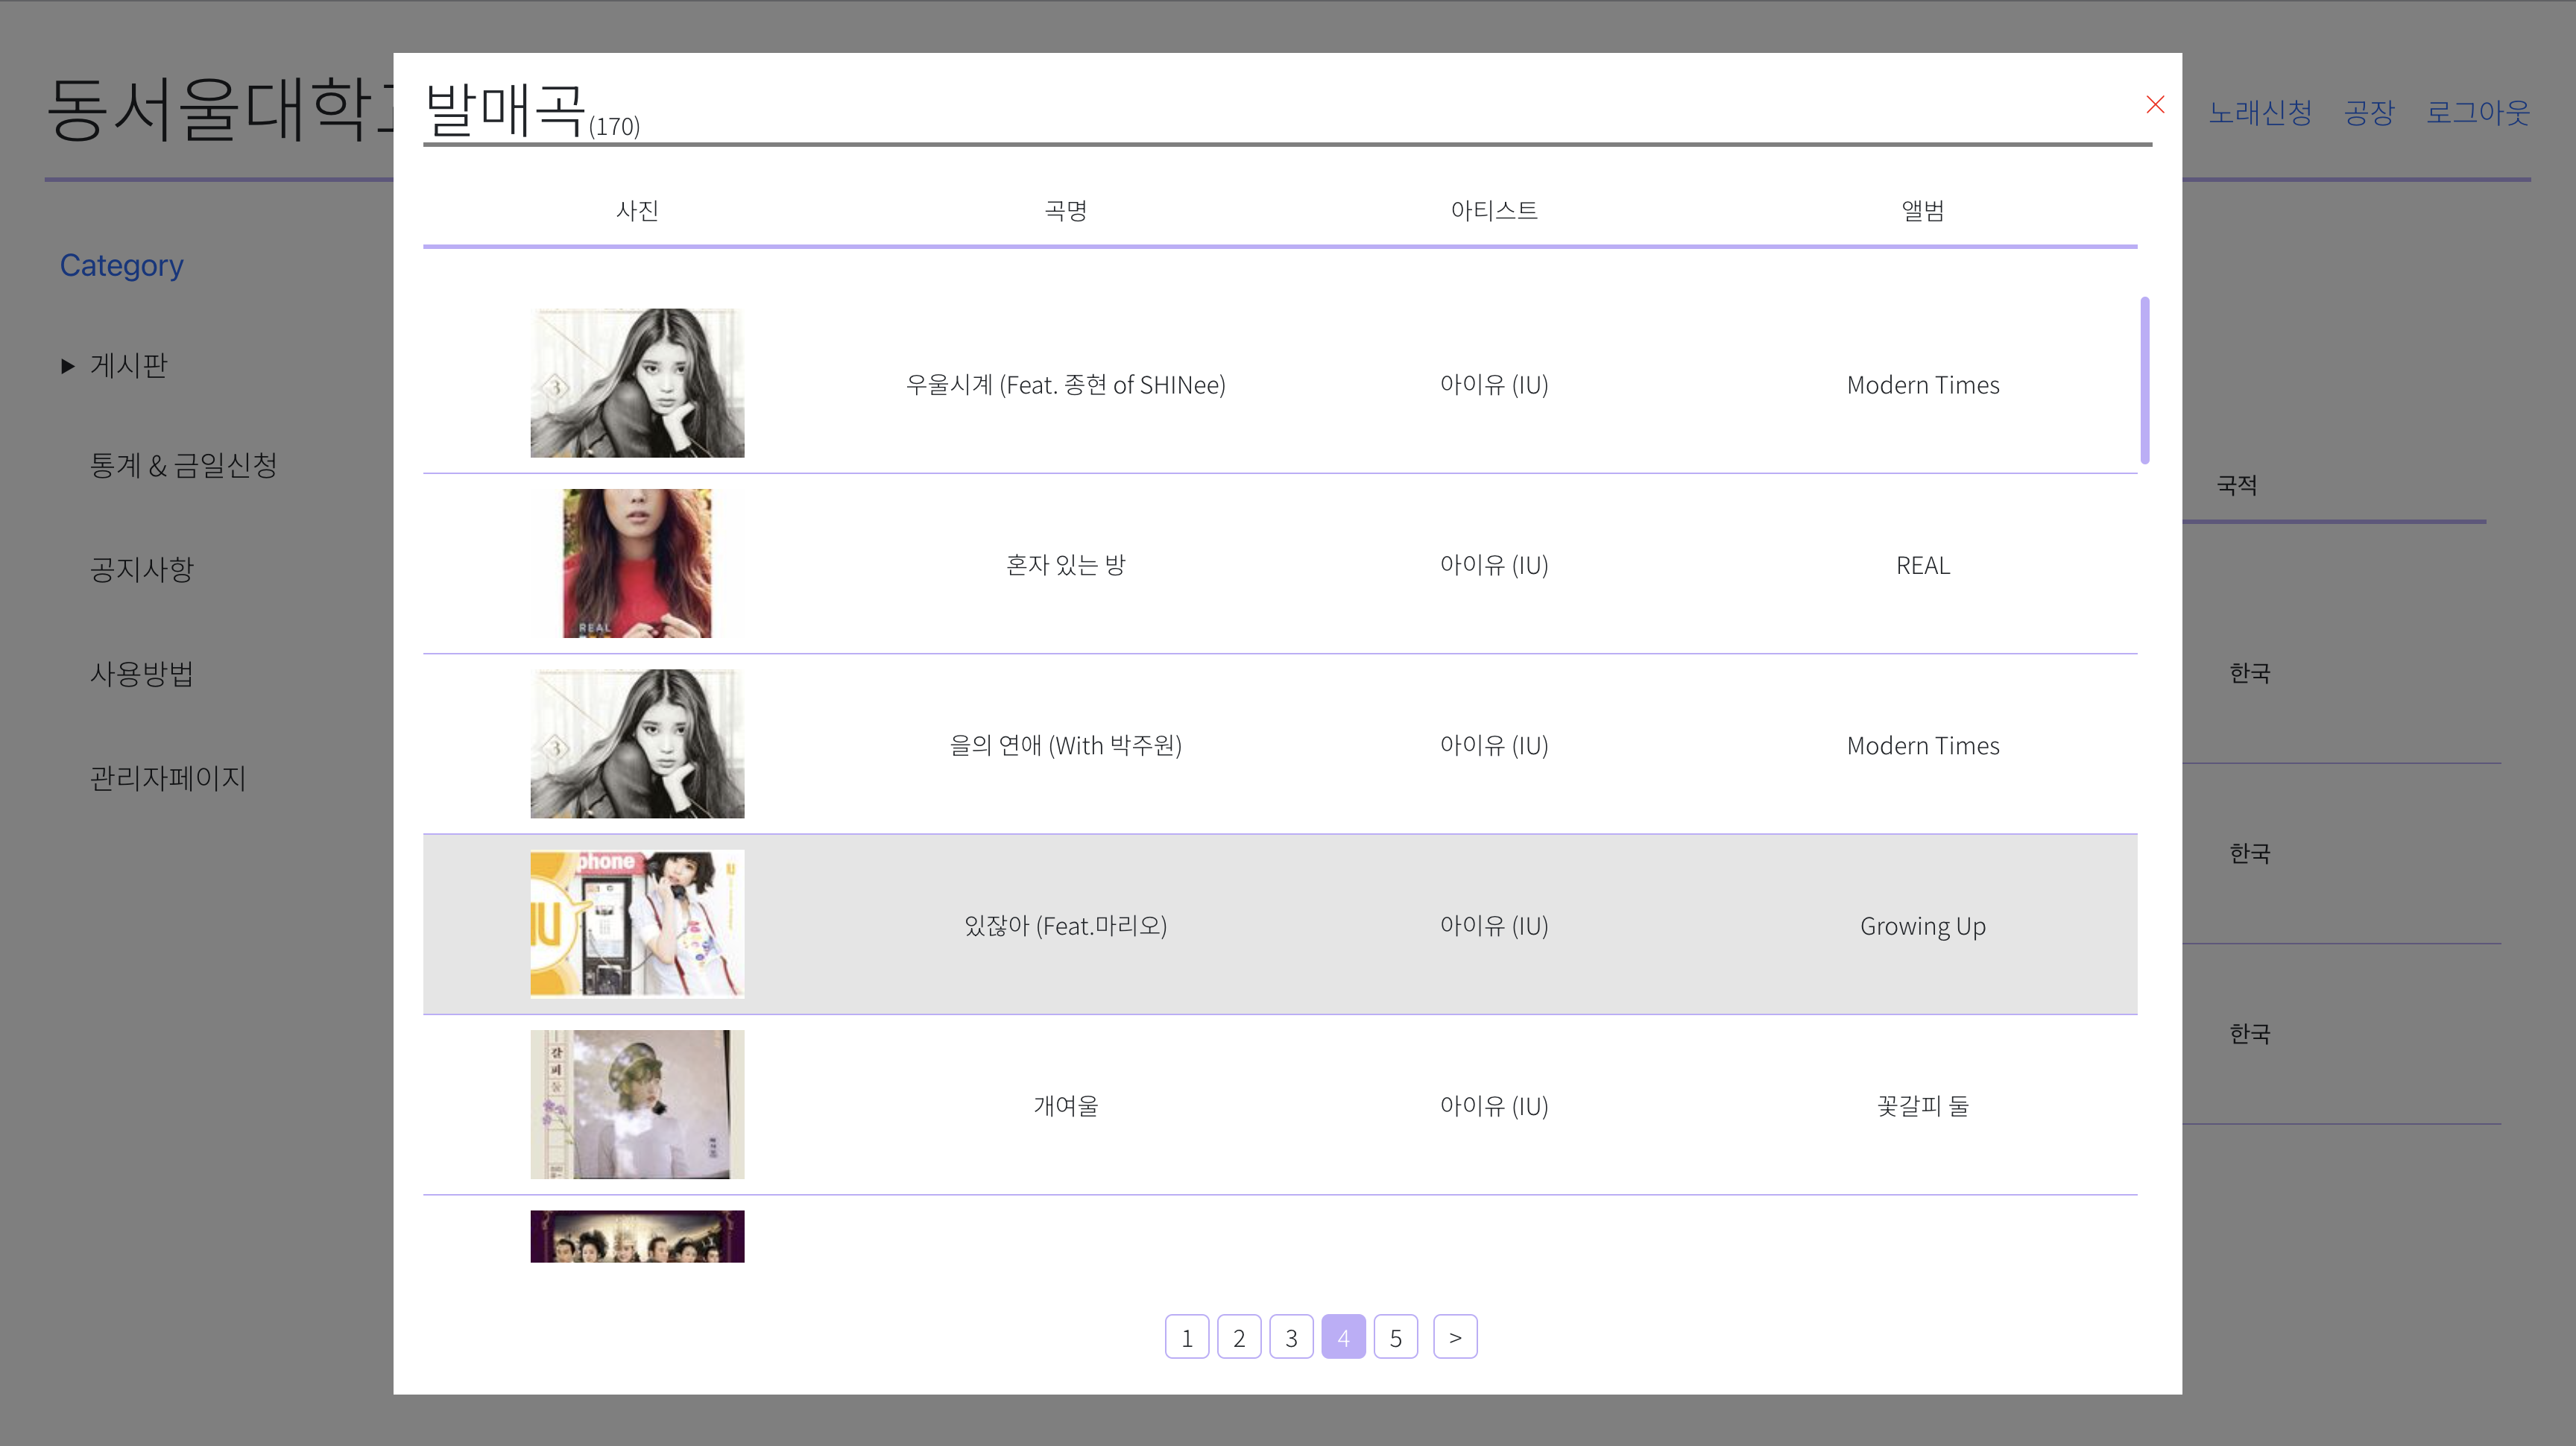 동서울대학
노래신청 공장 로그아웃
Category
▶ 게시판
통계 & 금일신청
공지사항
사용방법
관리자페이지
국적
한국
한국
한국
발매곡(170)
×
사진 곡명 아티스트 앨범
3
우울시계 (Feat. 종현 of SHINee) 아이유 (IU) Modern Times
REAL
혼자 있는 방 아이유 (IU) REAL
3
을의 연애 (With 박주원) 아이유 (IU) Modern Times
phone
IU
있잖아 (Feat.마리오) 아이유 (IU) Growing Up
갈
피
둘
개여울 아이유 (IU) 꽃갈피 둘
1 2 3 4 5 >